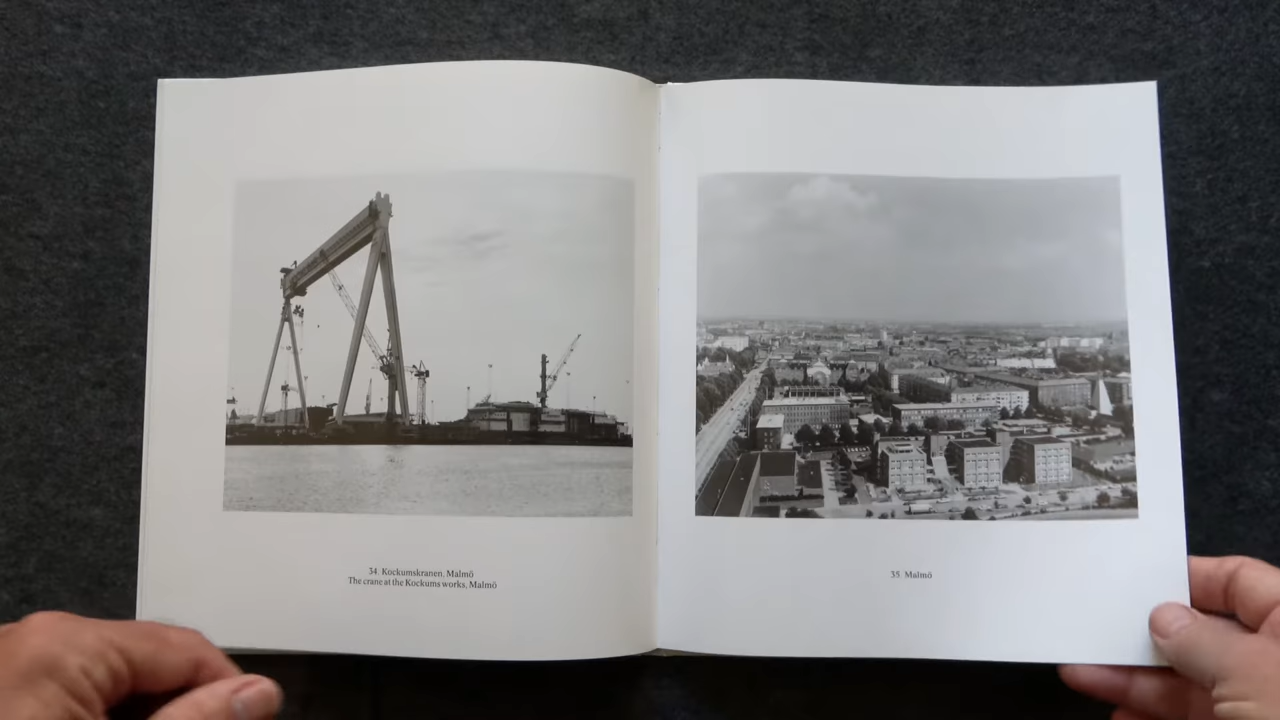 34. Kockumskranen, Malmö
The crane at the Kockums works, Malmö
35. Malmö